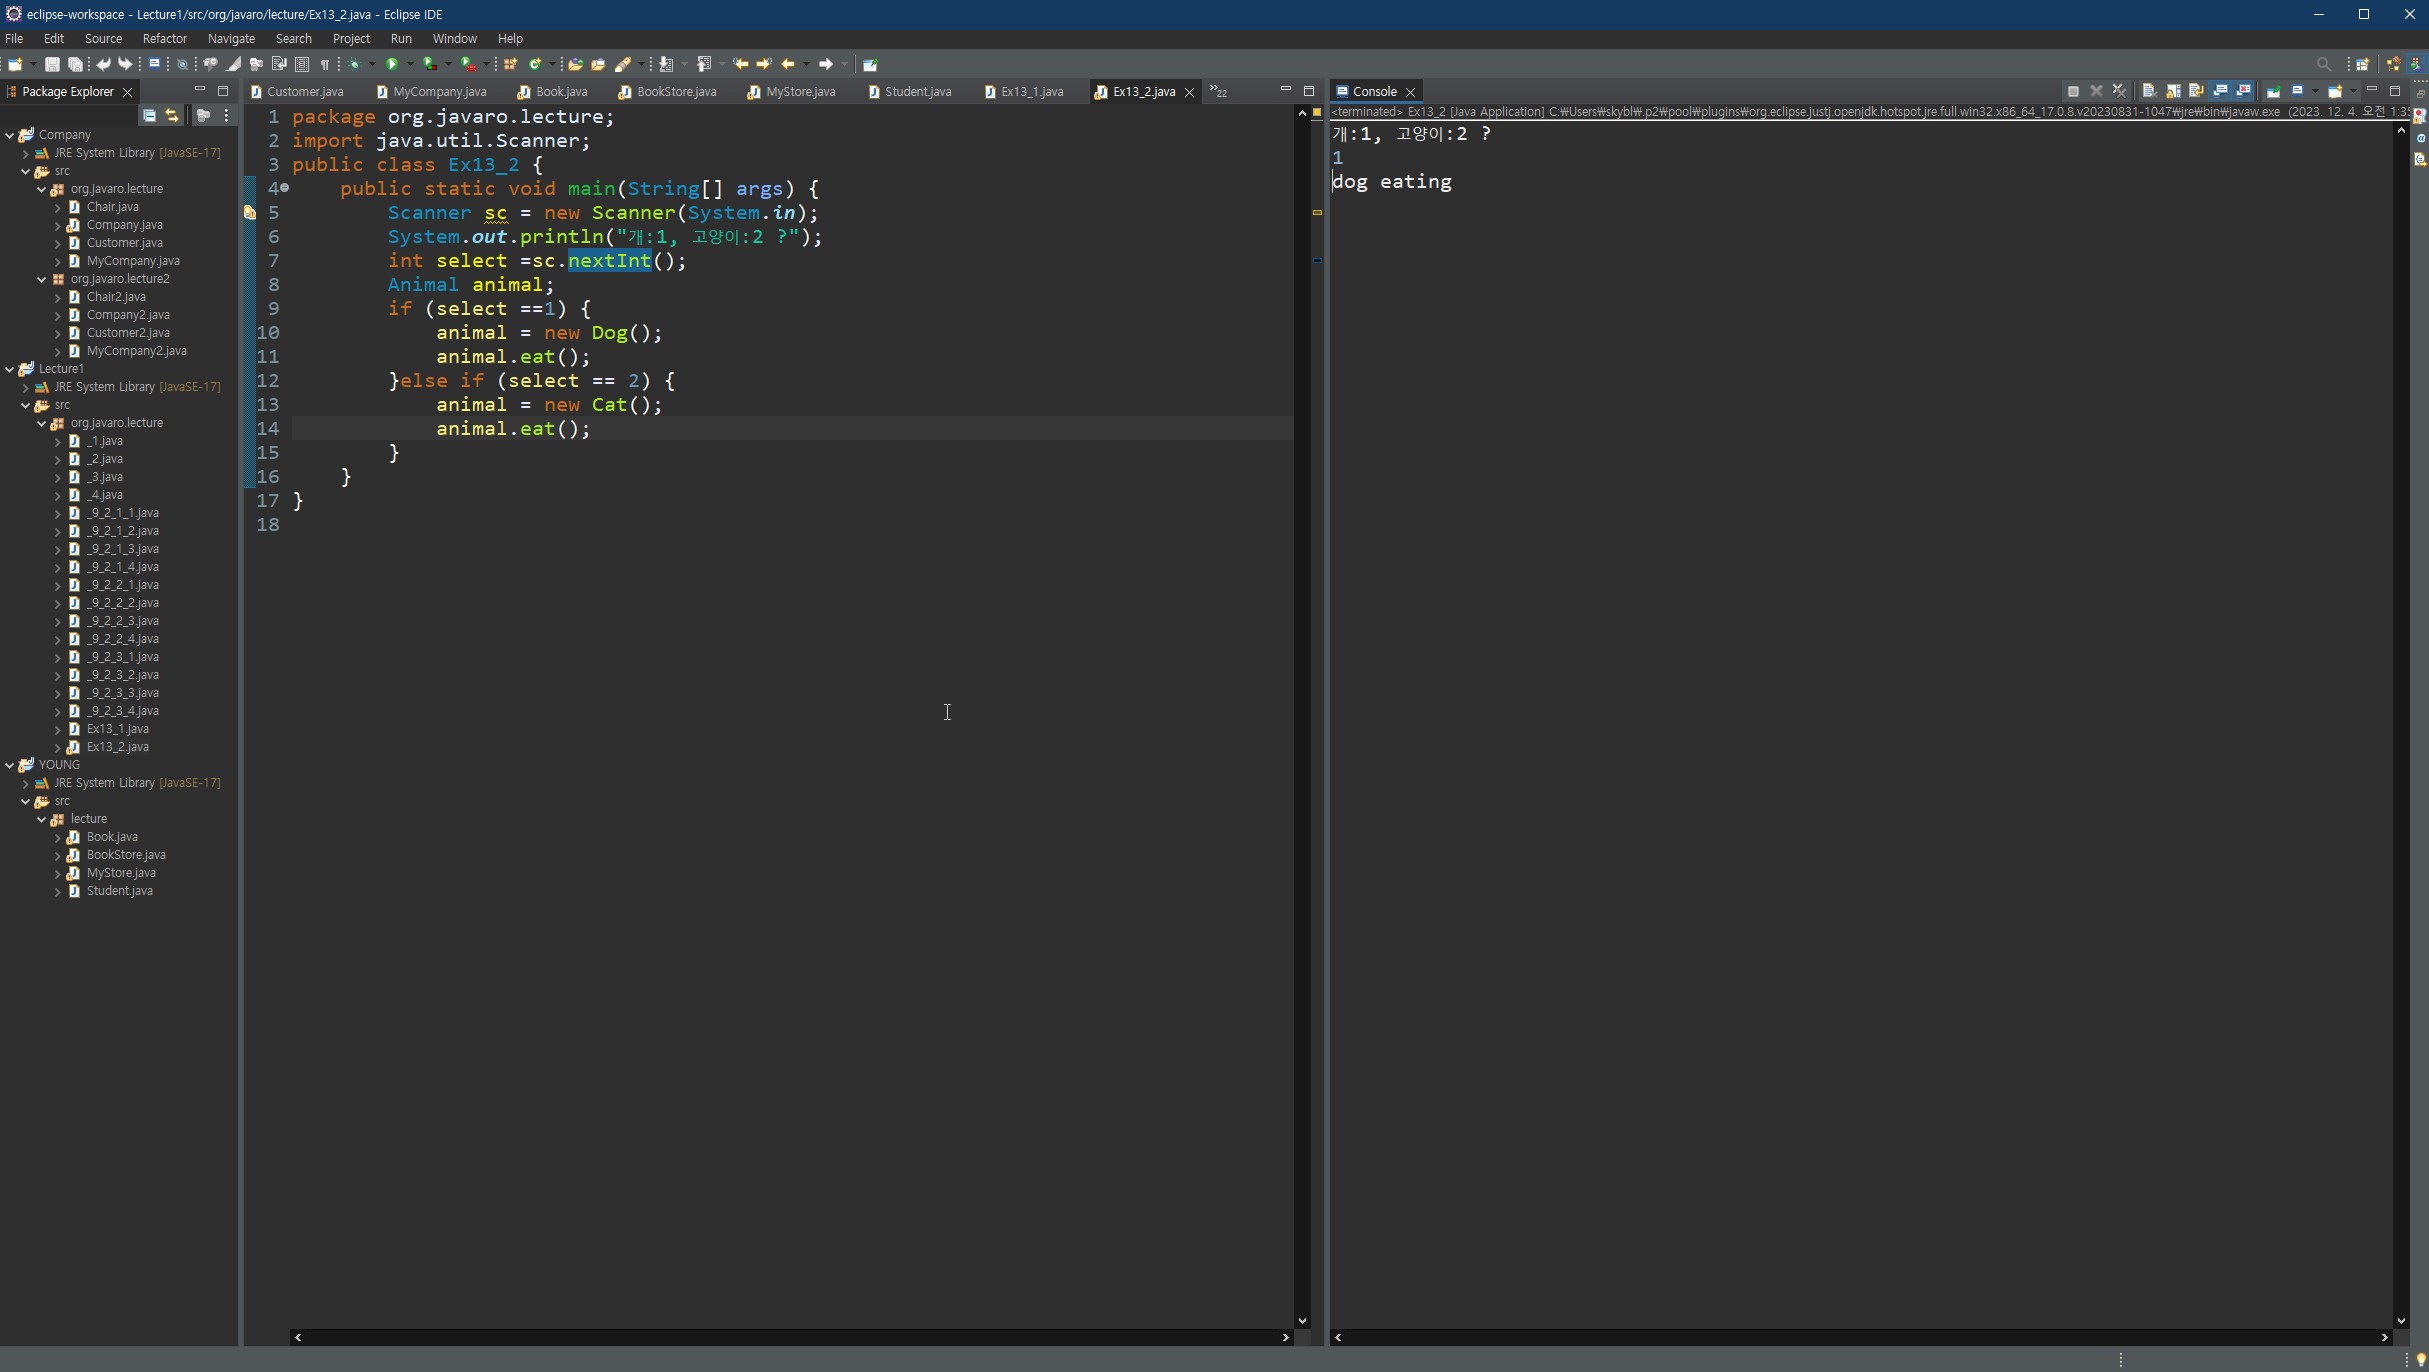 eclipse-workspace - Lecture1/src/org/javaro/lecture/Ex13_2.java - Eclipse IDE
File Edit Source Refactor Navigate Search Project Run Window Help
Package Explorer
Company
JRE System Library [JavaSE-17]
src
org.javaro.lecture
Chair.java
Company.java
Customer.java
MyCompany.java
org.javaro.lecture2
Chair2.java
Company2.java
Customer2.java
MyCompany2.java
Lecture1
JRE System Library [JavaSE-17]
src
org.javaro.lecture
_1.java
_2.java
_3.java
_4.java
_9_2_1_1.java
_9_2_1_2.java
_9_2_1_3.java
_9_2_1_4.java
_9_2_2_1.java
_9_2_2_2.java
_9_2_2_3.java
_9_2_2_4.java
_9_2_3_1.java
_9_2_3_2.java
_9_2_3_3.java
_9_2_3_4.java
Ex13_1.java
Ex13_2.java
YOUNG
JRE System Library [JavaSE-17]
src
lecture
Book.java
BookStore.java
MyStore.java
Student.java
Customer.java MyCompany.java Book.java BookStore.java MyStore.java Student.java Ex13_1.java Ex13_2.java »22
1 package org.javaro.lecture;
2 import java.util.Scanner;
3 public class Ex13_2 {
4 public static void main(String[] args) {
5 Scanner sc = new Scanner(System.in);
6 System.out.println("개:1, 고양이:2 ?");
7 int select =sc.nextInt();
8 Animal animal;
9 if (select ==1) {
10 animal = new Dog();
11 animal.eat();
12 }else if (select == 2) {
13 animal = new Cat();
14 animal.eat();
15 }
16 }
17 }
18
Console
<terminated> Ex13_2 [Java Application] C:₩Users₩skybl₩.p2₩pool₩plugins₩org.eclipse.justj.openjdk.hotspot.jre.full.win32.x86_64_17.0.8.v20230831-1047₩jre₩bin₩javaw.exe (2023. 12. 4. 오전 1:3
개:1, 고양이:2 ?
1
dog eating